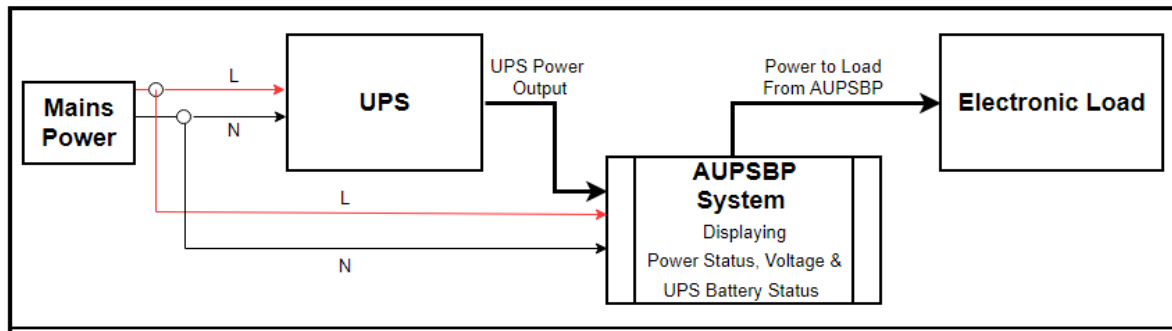 Mains
Power
L
N
UPS
UPS Power
Output
L
N
AUPSBP
System
Displaying
Power Status, Voltage &
UPS Battery Status
Power to Load
From AUPSBP
Electronic Load